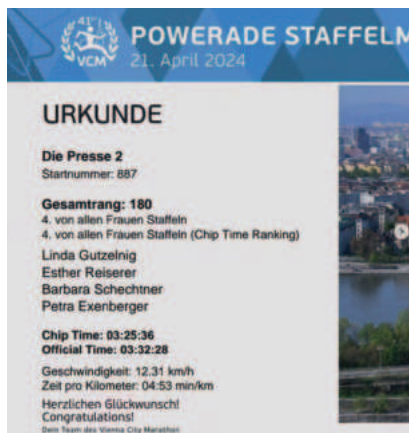 41st
VCM
POWERADE STAFFELM
21. April 2024
URKUNDE
Die Presse 2
Startnummer: 887
Gesamtrang: 180
4. von allen Frauen Staffeln
4. von allen Frauen Staffeln (Chip Time Ranking)
Linda Gutzelnig
Esther Reiserer
Barbara Schechtner
Petra Exenberger
Chip Time: 03:25:36
Official Time: 03:32:28
Geschwindigkeit: 12.31 km/h
Zeit pro Kilometer: 04:53 min/km
Herzlichen Glückwunsch!
Congratulations!
Dein Team des Vienna City Marathon